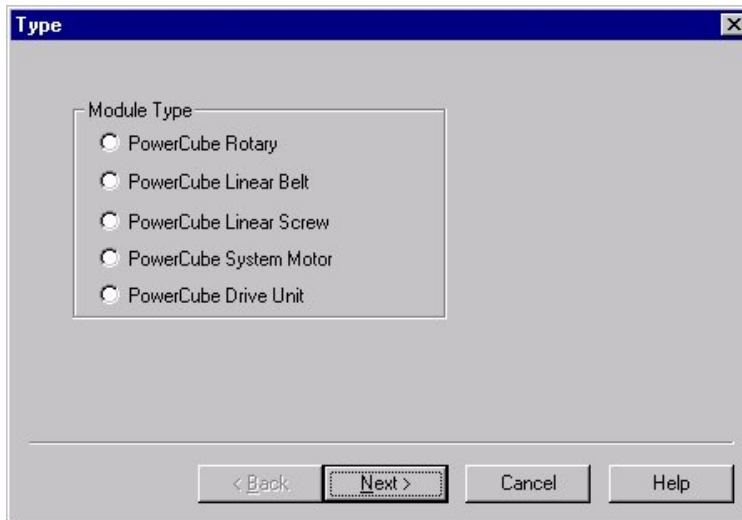 Type
Module Type
PowerCube Rotary
PowerCube Linear Belt
PowerCube Linear Screw
PowerCube System Motor
PowerCube Drive Unit
< Back Next > Cancel Help